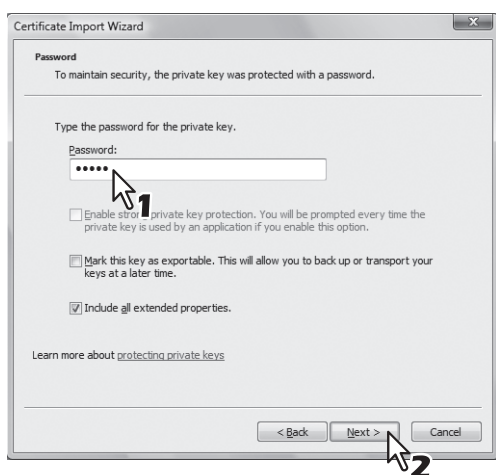 Certificate Import Wizard
Password
To maintain security, the private key was protected with a password.
Type the password for the private key.
Password:
•••••
1
Enable strong private key protection. You will be prompted every time the
private key is used by an application if you enable this option.
Mark this key as exportable. This will allow you to back up or transport your
keys at a later time.
Include all extended properties.
Learn more about protecting private keys
< Back Next > Cancel
2